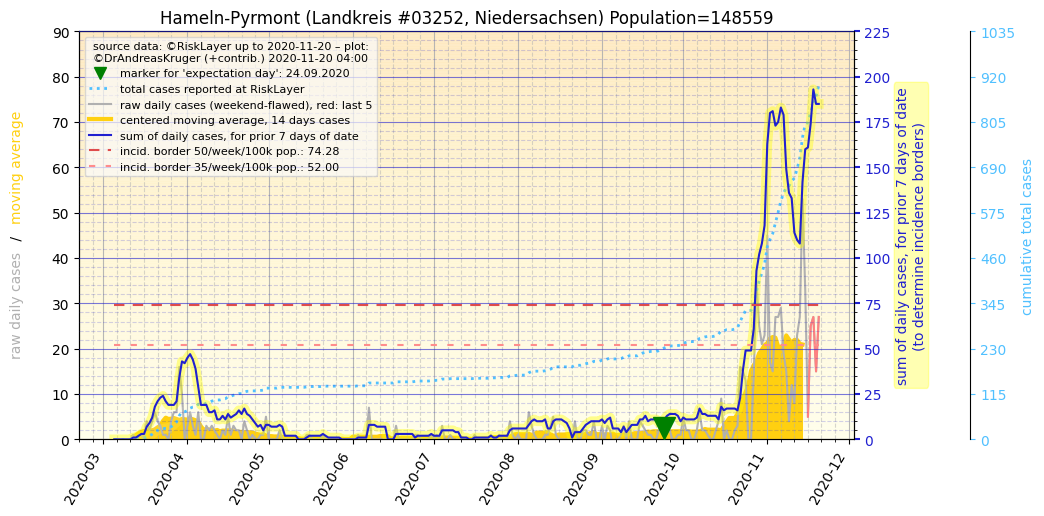 Hameln-Pyrmont (Landkreis #03252, Niedersachsen) Population=148559
source data: ©RiskLayer up to 2020-11-20 – plot:
©DrAndreasKruger (+contrib.) 2020-11-20 04:00
marker for 'expectation day': 24.09.2020
total cases reported at RiskLayer
raw daily cases (weekend-flawed), red: last 5
centered moving average, 14 days cases
sum of daily cases, for prior 7 days of date
incid. border 50/week/100k pop.: 74.28
incid. border 35/week/100k pop.: 52.00
raw daily cases / moving average
90
80
70
60
50
40
30
20
10
0
225
200
175
150
125
100
75
50
25
0
sum of daily cases, for prior 7 days of date
(to determine incidence borders)
1035
920
805
690
575
460
345
230
115
0
cumulative total cases
2020-03
2020-04
2020-05
2020-06
2020-07
2020-08
2020-09
2020-10
2020-11
2020-12